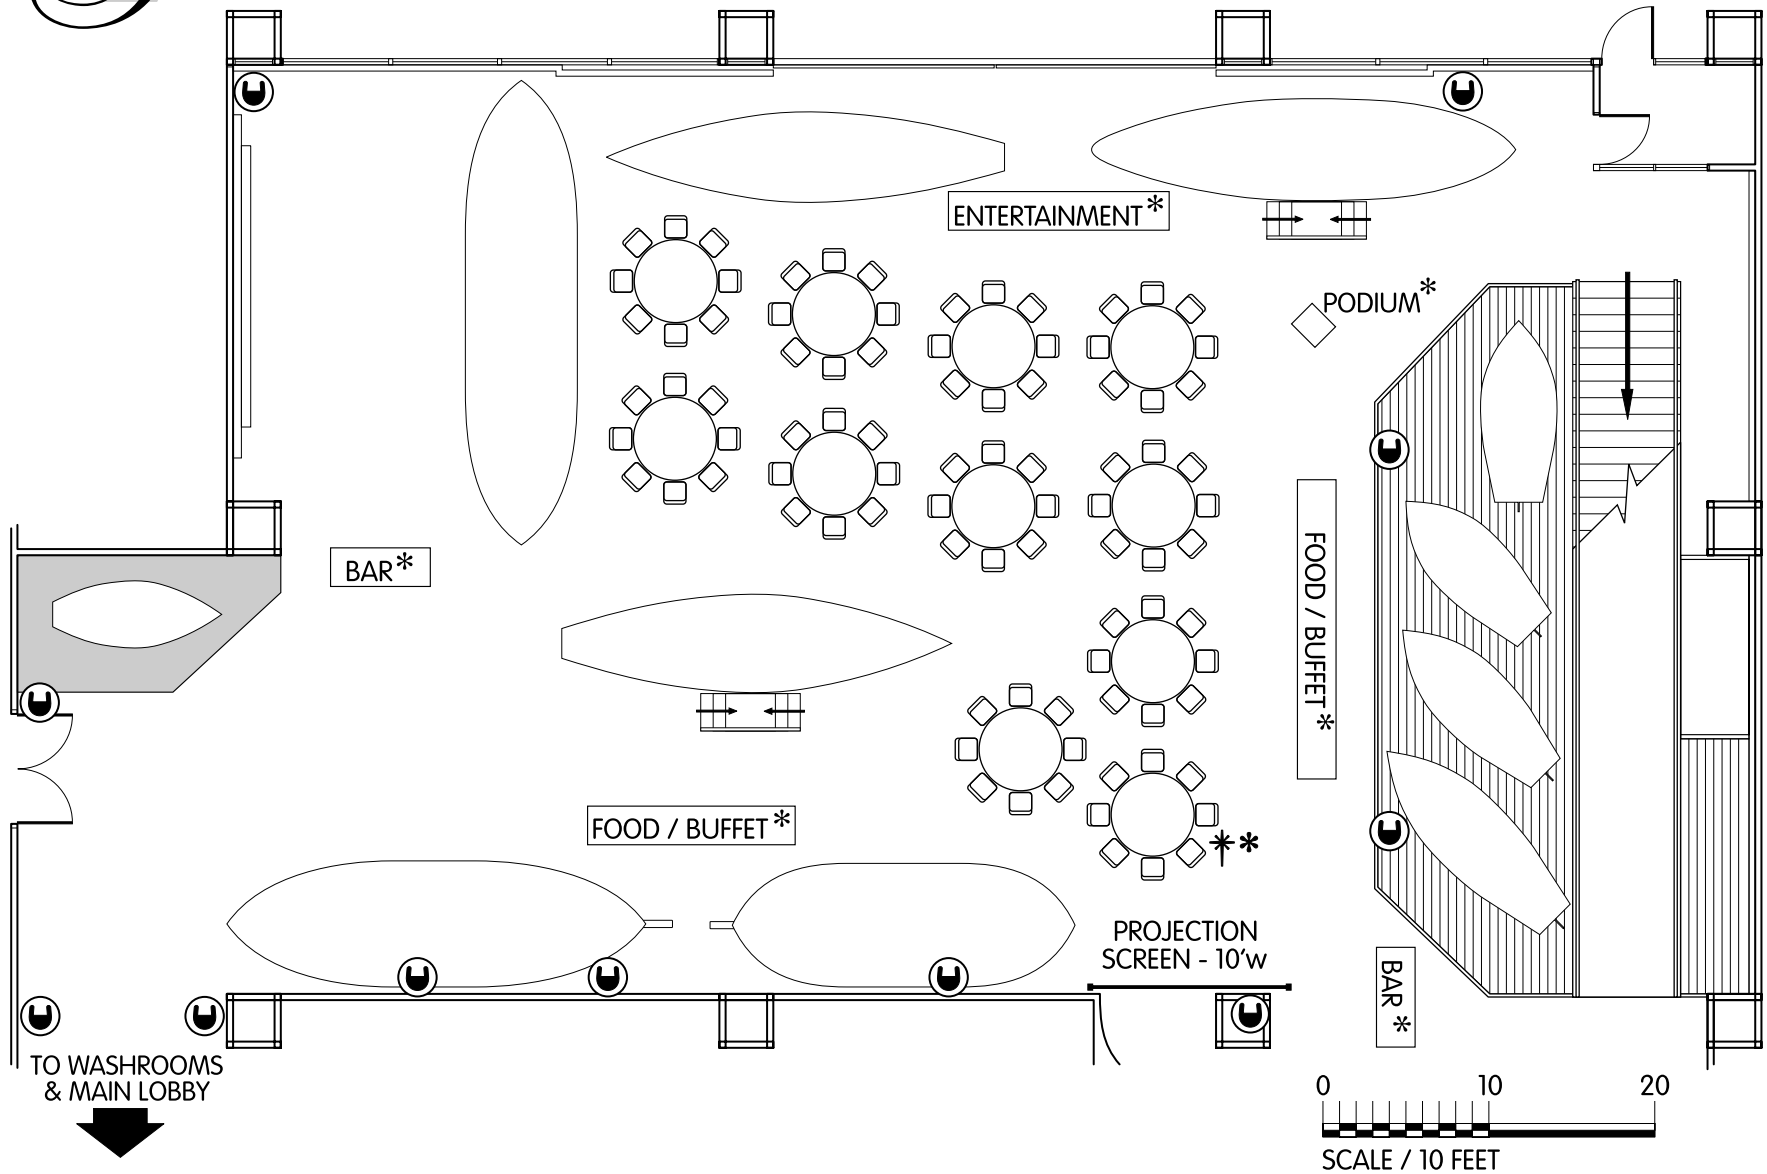 ENTERTAINMENT*
PODIUM*
BAR*
FOOD / BUFFET*
FOOD / BUFFET*
**
PROJECTION
SCREEN - 10'w
BAR*
TO WASHROOMS
& MAIN LOBBY
0 10 20
SCALE / 10 FEET